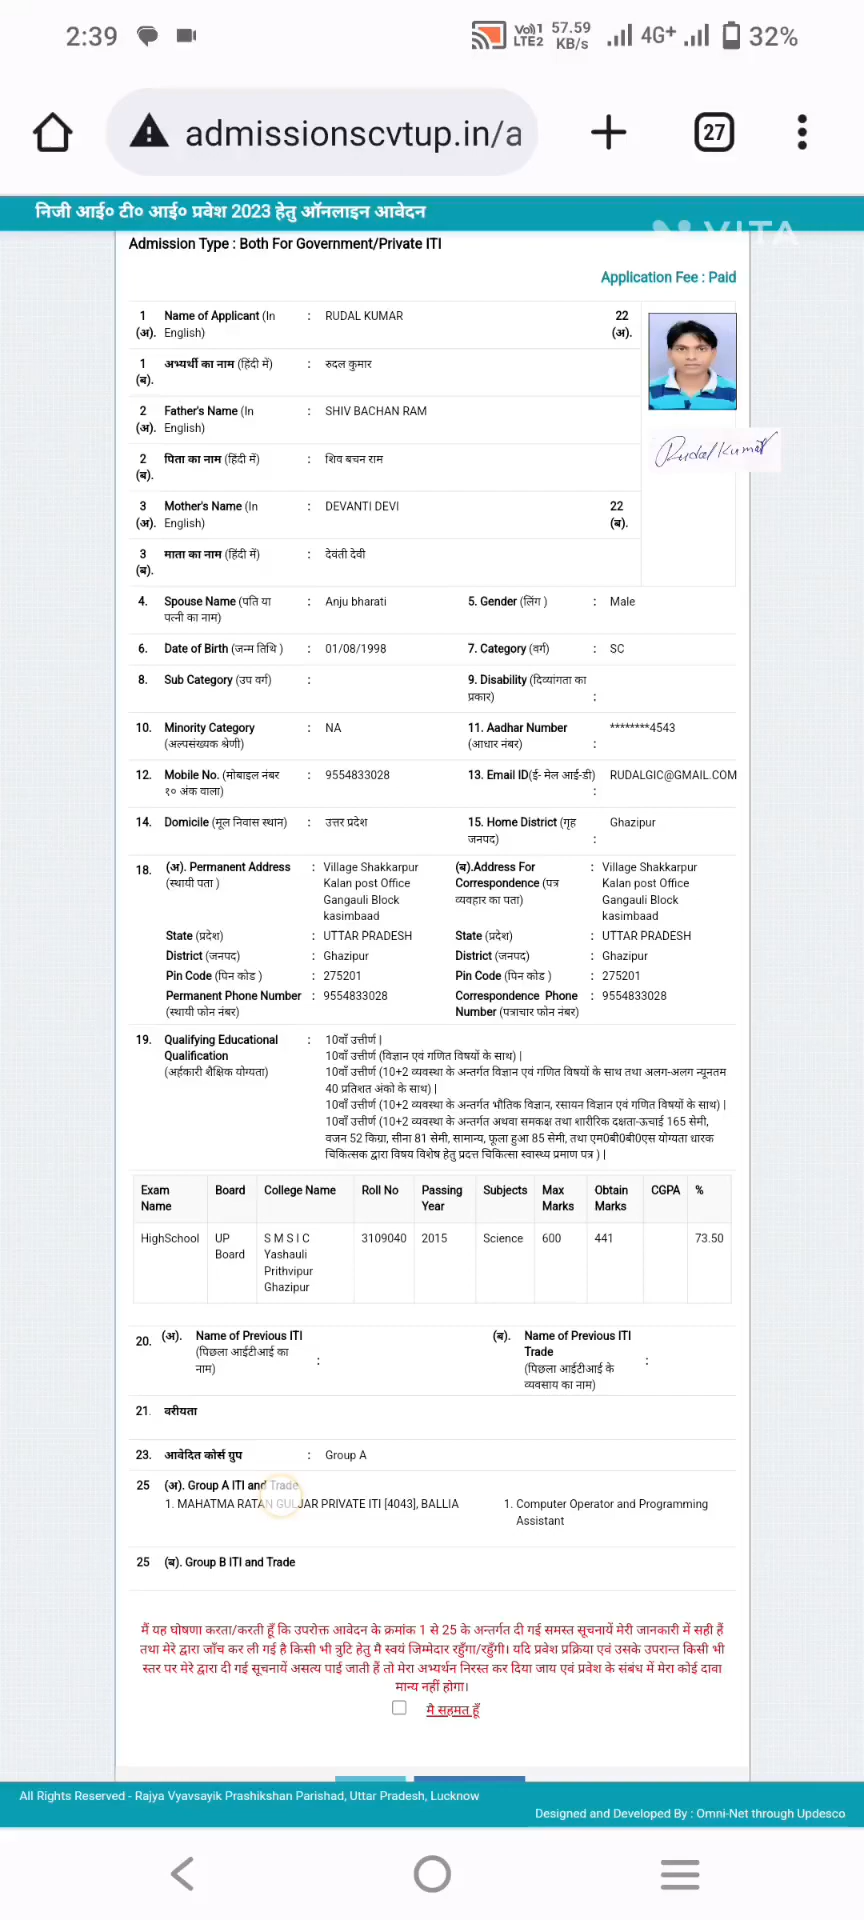 2:39
Vo)) 1 LTE2
57.59 KB/s
4G+
32%
admissionscvtup.in/a
27
निजी आई० टी० आई० प्रवेश 2023 हेतु ऑनलाइन आवेदन
VITA
Admission Type : Both For Government/Private ITI
Application Fee : Paid
1 (अ). Name of Applicant (In English) : RUDAL KUMAR 22 (अ).
1 (ब). अभ्यर्थी का नाम (हिंदी में) : रुदल कुमार
2 (अ). Father's Name (In English) : SHIV BACHAN RAM
Rudal Kumar
2 (ब). पिता का नाम (हिंदी में) : शिव बचन राम
3 (अ). Mother's Name (In English) : DEVANTI DEVI 22 (ब).
3 (ब). माता का नाम (हिंदी में) : देवंती देवी
4. Spouse Name (पति या पत्नी का नाम) : Anju bharati 5. Gender (लिंग ) : Male
6. Date of Birth (जन्म तिथि ) : 01/08/1998 7. Category (वर्ग) : SC
8. Sub Category (उप वर्ग) : 9. Disability (दिव्यांगता का प्रकार) :
10. Minority Category (अल्पसंख्यक श्रेणी) : NA 11. Aadhar Number (आधार नंबर) : ********4543
12. Mobile No. (मोबाइल नंबर १० अंक वाला) : 9554833028 13. Email ID(ई- मेल आई-डी) : RUDALGIC@GMAIL.COM
14. Domicile (मूल निवास स्थान) : उत्तर प्रदेश 15. Home District (गृह जनपद) : Ghazipur
18. (अ). Permanent Address (स्थायी पता ) : Village Shakkarpur Kalan post Office Gangauli Block kasimbaad (ब).Address For Correspondence (पत्र व्यवहार का पता) : Village Shakkarpur Kalan post Office Gangauli Block kasimbaad
State (प्रदेश) : UTTAR PRADESH State (प्रदेश) : UTTAR PRADESH
District (जनपद) : Ghazipur District (जनपद) : Ghazipur
Pin Code (पिन कोड ) : 275201 Pin Code (पिन कोड ) : 275201
Permanent Phone Number (स्थायी फोन नंबर) : 9554833028 Correspondence Phone Number (पत्राचार फोन नंबर) : 9554833028
19. Qualifying Educational Qualification (अर्हकारी शैक्षिक योग्यता) : 10वाँ उत्तीर्ण |
10वाँ उत्तीर्ण (विज्ञान एवं गणित विषयों के साथ) |
10वाँ उत्तीर्ण (10+2 व्यवस्था के अन्तर्गत विज्ञान एवं गणित विषयों के साथ तथा अलग-अलग न्यूनतम
40 प्रतिशत अंको के साथ) |
10वाँ उत्तीर्ण (10+2 व्यवस्था के अन्तर्गत भौतिक विज्ञान, रसायन विज्ञान एवं गणित विषयों के साथ) |
10वाँ उत्तीर्ण (10+2 व्यवस्था के अन्तर्गत अथवा समकक्ष तथा शारीरिक दक्षता-ऊचाई 165 सेमी,
वजन 52 किग्रा, सीना 81 सेमी, सामान्य, फूला हुआ 85 सेमी, तथा एम0बी0बी0एस योग्यता धारक
चिकित्सक द्वारा विषय विशेष हेतु प्रदत्त चिकित्सा स्वास्थ्य प्रमाण पत्र ) |
Exam Name Board College Name Roll No Passing Year Subjects Max Marks Obtain Marks CGPA %
HighSchool UP Board S M S I C Yashauli Prithvipur Ghazipur 3109040 2015 Science 600 441 73.50
20. (अ). Name of Previous ITI (पिछला आईटीआई का नाम) : (ब). Name of Previous ITI Trade (पिछला आईटीआई के व्यवसाय का नाम) :
21. वरीयता
23. आवेदित कोर्स ग्रुप : Group A
25 (अ). Group A ITI and Trade
1. MAHATMA RATAN GULJAR PRIVATE ITI [4043], BALLIA 1. Computer Operator and Programming Assistant
25 (ब). Group B ITI and Trade
मैं यह घोषणा करता/करती हूँ कि उपरोक्त आवेदन के क्रमांक 1 से 25 के अन्तर्गत दी गई समस्त सूचनायें मेरी जानकारी में सही हैं
तथा मेरे द्वारा जाँच कर ली गई है किसी भी त्रुटि हेतु मै स्वयं जिम्मेदार रहुँगा/रहुँगी। यदि प्रवेश प्रक्रिया एवं उसके उपरान्त किसी भी
स्तर पर मेरे द्वारा दी गई सूचनायें असत्य पाई जाती हैं तो मेरा अभ्यर्थन निरस्त कर दिया जाय एवं प्रवेश के संबंध में मेरा कोई दावा
मान्य नहीं होगा।
मै सहमत हूँ
All Rights Reserved - Rajya Vyavsayik Prashikshan Parishad, Uttar Pradesh, Lucknow
Designed and Developed By : Omni-Net through Updesco